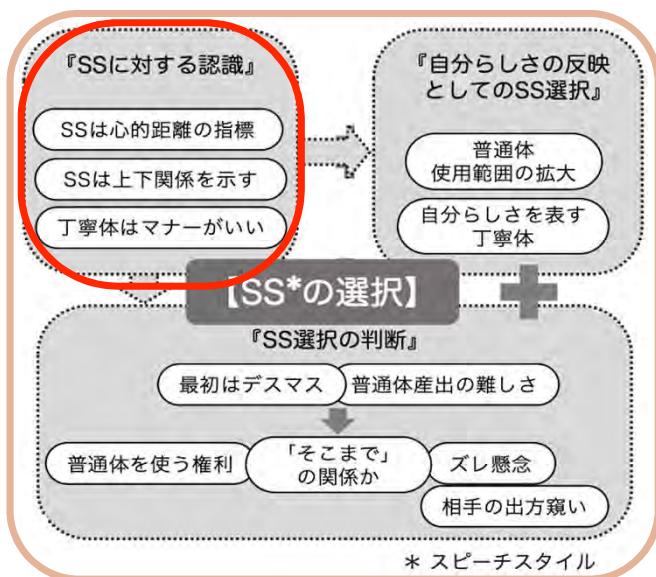 『SSに対する認識』
SSは心的距離の指標
SSは上下関係を示す
丁寧体はマナーがいい
『自分らしさの反映
としてのSS選択』
普通体
使用範囲の拡大
自分らしさを表す
丁寧体
【SS*の選択】
『SS選択の判断』
最初はデスマス
普通体産出の難しさ
普通体を使う権利
「そこまで」
の関係か
ズレ懸念
相手の出方窺い
* スピーチスタイル